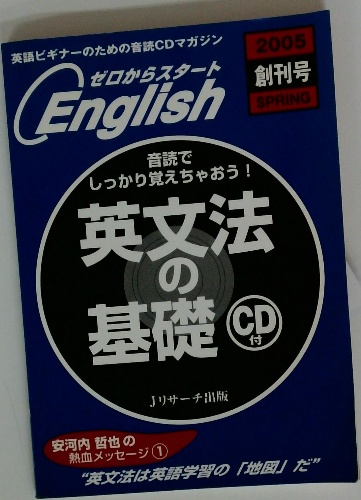 英語ビギナーのための音読CDマガジン
ゼロからスタート
English
2005
創刊号
SPRING
音読で
しっかり覚えちゃおう！
英文法
の
基礎
CD
付
Jリサーチ出版
安河内 哲也の
熱血メッセージ①
“英文法は英語学習の「地図」だ”